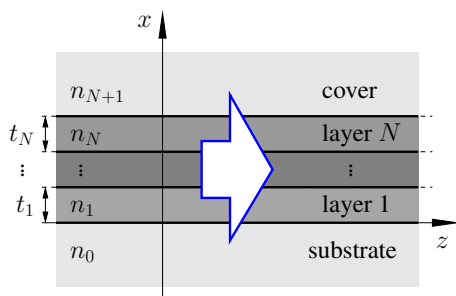 x
n_{N+1} cover
t_N n_N layer N
⋮ ⋮ ⋮
t_1 n_1 layer 1
z
n_0 substrate